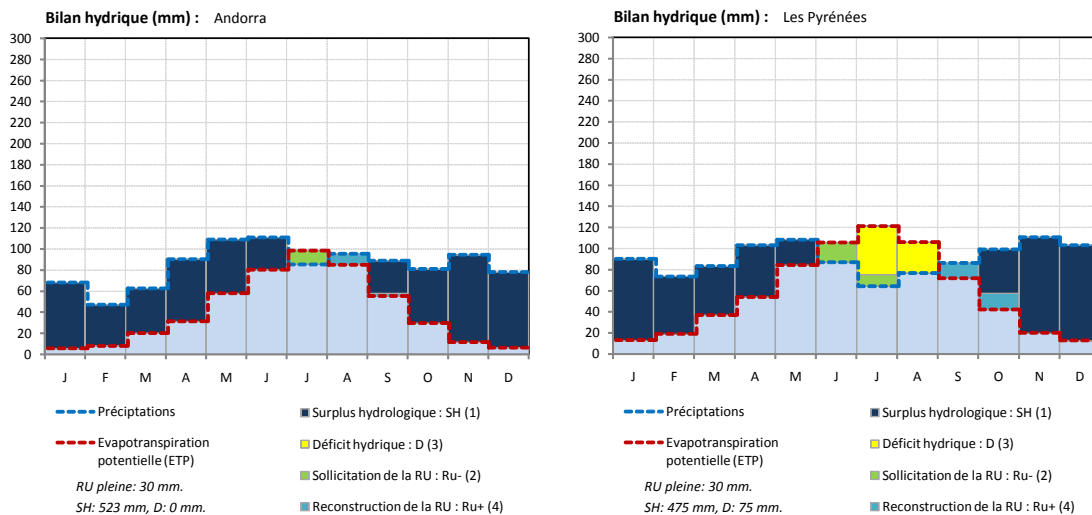 Bilan hydrique (mm) : Andorra
300
280
260
240
220
200
180
160
140
120
100
80
60
40
20
0
J F M A M J J A S O N D
Préciptations
Surplus hydrologique : SH (1)
Evapotranspiration
potentielle (ETP)
Déficit hydrique : D (3)
RU pleine: 30 mm.
Sollicitation de la RU : Ru- (2)
SH: 523 mm, D: 0 mm.
Reconstruction de la RU : Ru+ (4)
Bilan hydrique (mm) : Les Pyrénées
300
280
260
240
220
200
180
160
140
120
100
80
60
40
20
0
J F M A M J J A S O N D
Préciptations
Surplus hydrologique : SH (1)
Evapotranspiration
potentielle (ETP)
Déficit hydrique : D (3)
RU pleine: 30 mm.
Sollicitation de la RU : Ru- (2)
SH: 475 mm, D: 75 mm.
Reconstruction de la RU : Ru+ (4)